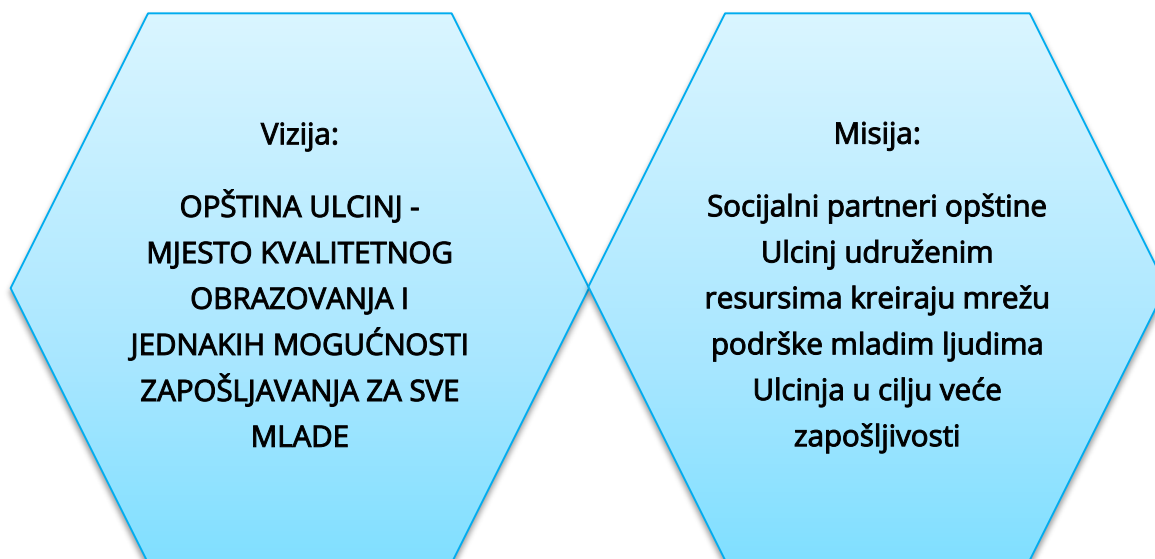 Vizija:
OPŠTINA ULCINJ -
MJESTO KVALITETNOG
OBRAZOVANJA I
JEDNAKIH MOGUĆNOSTI
ZAPOŠLJAVANJA ZA SVE
MLADE
Misija:
Socijalni partneri opštine
Ulcinj udruženim
resursima kreiraju mrežu
podrške mladim ljudima
Ulcinja u cilju veće
zapošljivosti